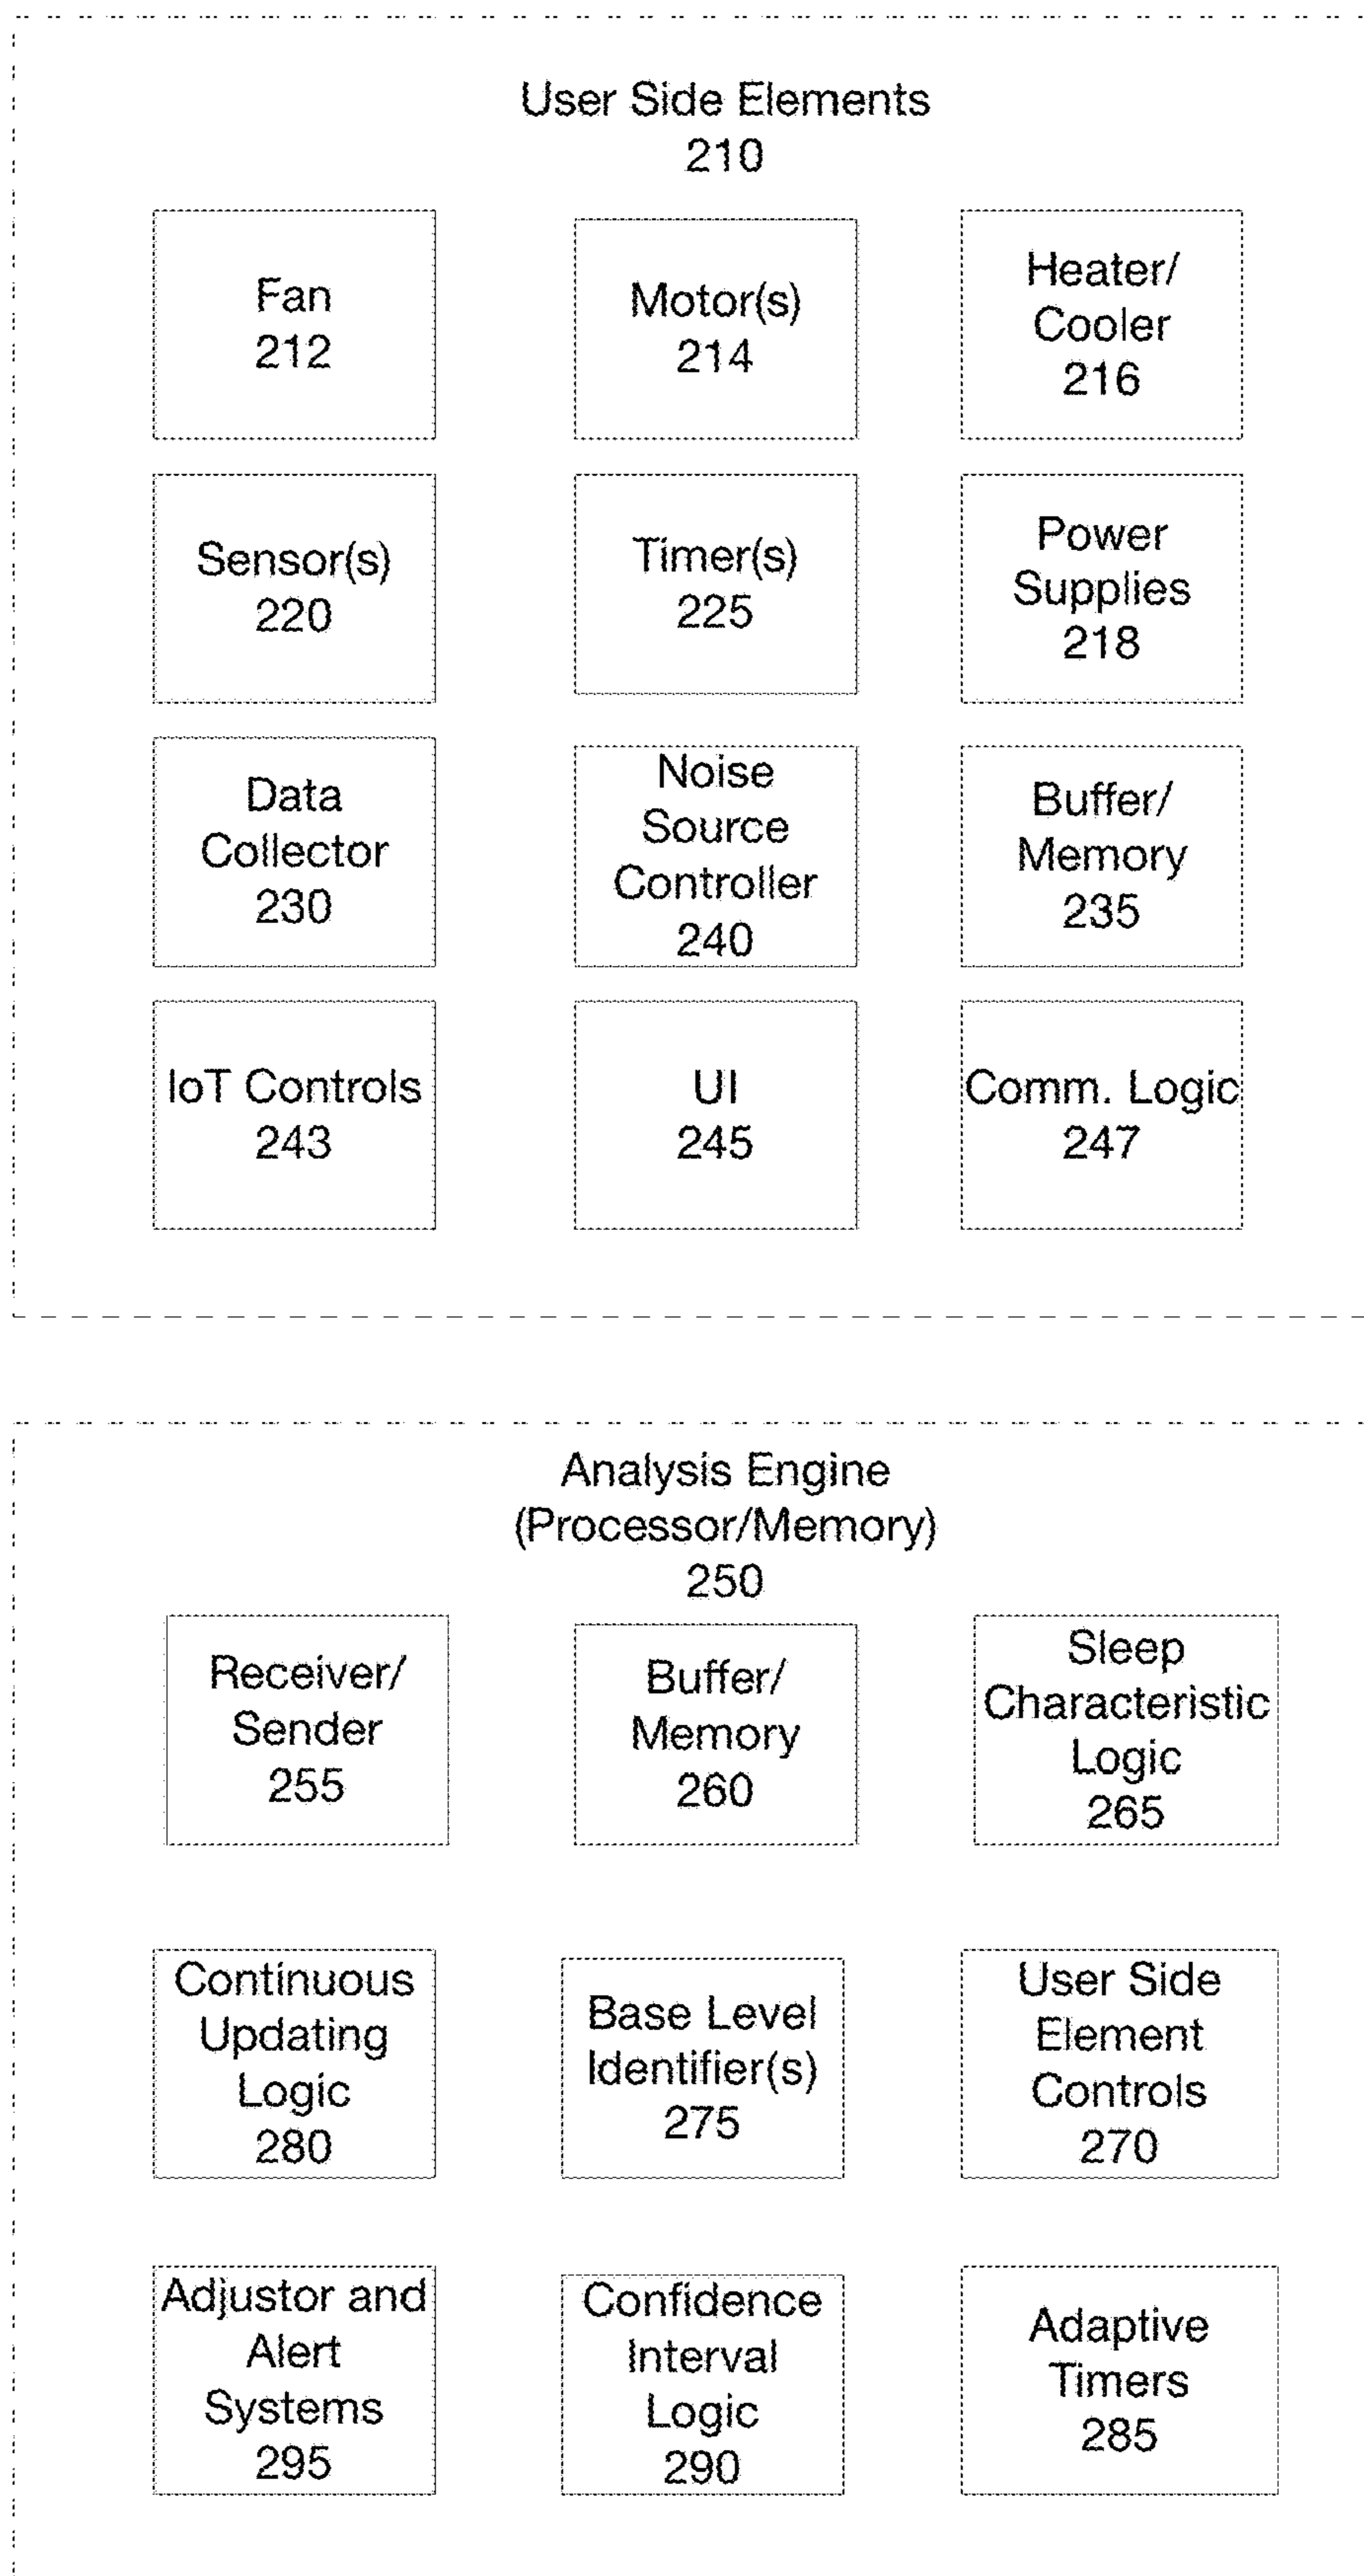 User Side Elements
210
Fan
212
Motor(s)
214
Heater/
Cooler
216
Sensor(s)
220
Timer(s)
225
Power
Supplies
218
Data
Collector
230
Noise
Source
Controller
240
Buffer/
Memory
235
IoT Controls
243
UI
245
Comm. Logic
247
Analysis Engine
(Processor/Memory)
250
Receiver/
Sender
255
Buffer/
Memory
260
Sleep
Characteristic
Logic
265
Continuous
Updating
Logic
280
Base Level
Identifier(s)
275
User Side
Element
Controls
270
Adjustor and
Alert
Systems
295
Confidence
Interval
Logic
290
Adaptive
Timers
285